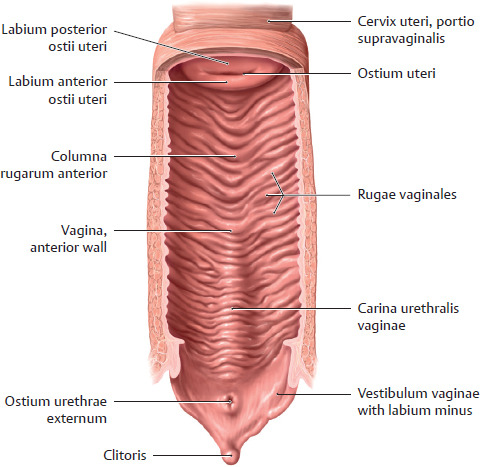 Labium posterior
ostii uteri
Labium anterior
ostii uteri
Columna
rugarum anterior
Vagina,
anterior wall
Ostium urethrae
externum
Clitoris
Cervix uteri, portio
supravaginalis
Ostium uteri
Rugae vaginales
Carina urethralis
vaginae
Vestibulum vaginae
with labium minus